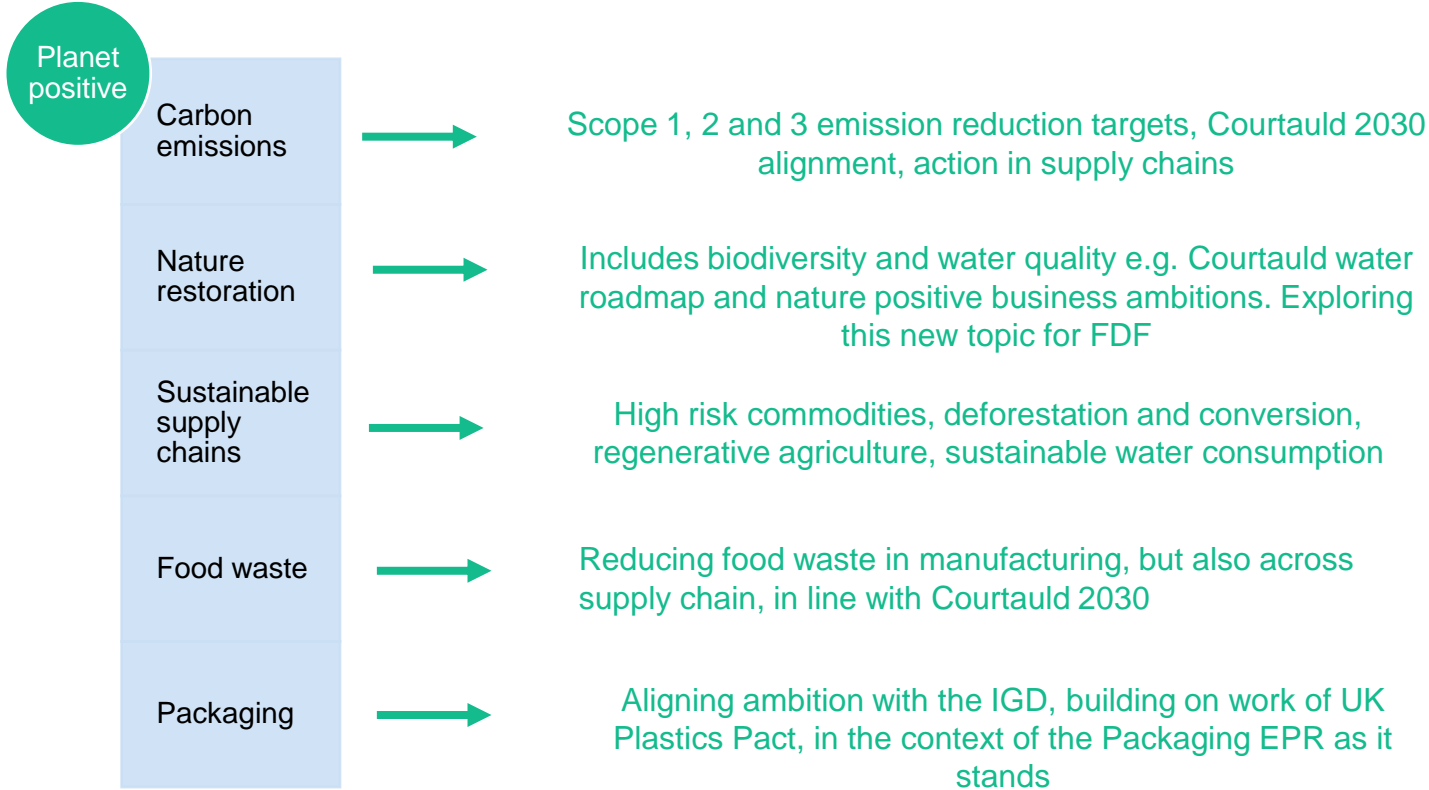 Planet
positive
Carbon
emissions
Scope 1, 2 and 3 emission reduction targets, Courtauld 2030
alignment, action in supply chains
Nature
restoration
Includes biodiversity and water quality e.g. Courtauld water
roadmap and nature positive business ambitions. Exploring
this new topic for FDF
Sustainable
supply
chains
High risk commodities, deforestation and conversion,
regenerative agriculture, sustainable water consumption
Food waste
Reducing food waste in manufacturing, but also across
supply chain, in line with Courtauld 2030
Packaging
Aligning ambition with the IGD, building on work of UK
Plastics Pact, in the context of the Packaging EPR as it
stands